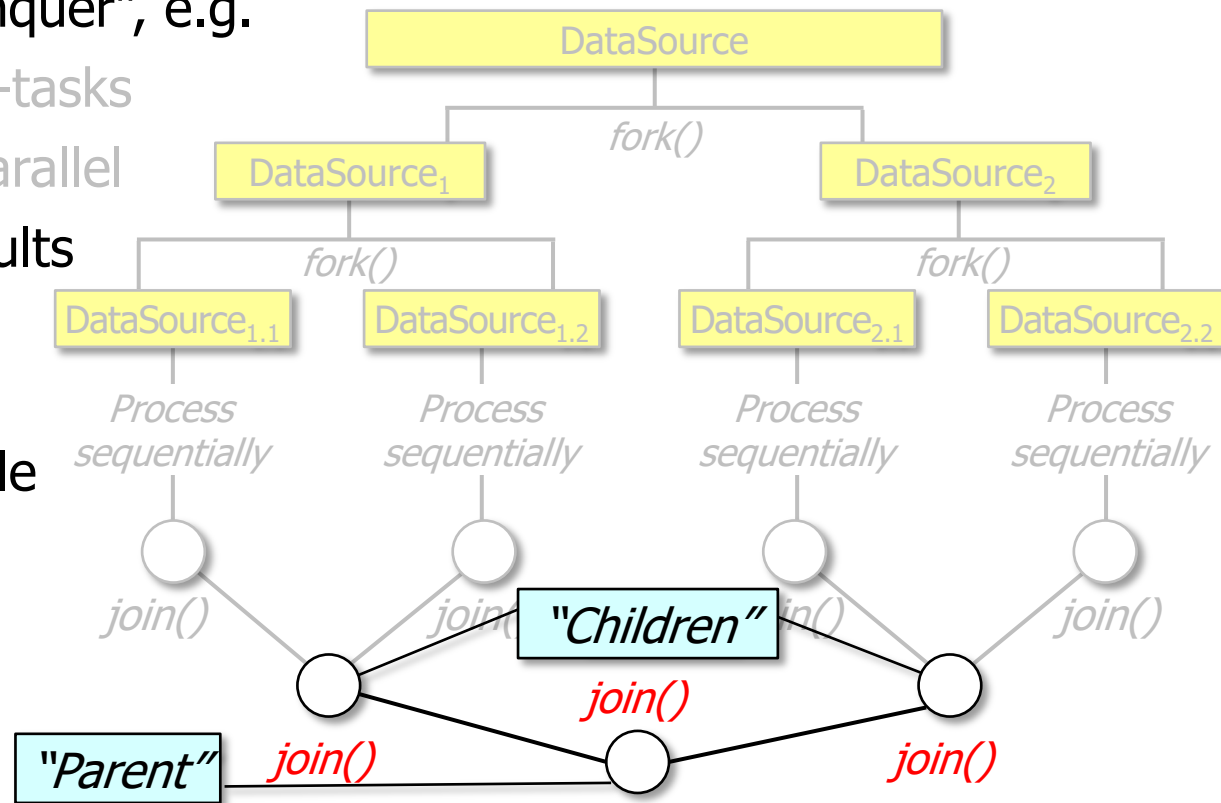 nquer", e.g.
-tasks
arallel
ults
le
DataSource
fork()
DataSource₁
DataSource₂
fork()
fork()
DataSource₁.₁
DataSource₁.₂
DataSource₂.₁
DataSource₂.₂
Process
sequentially
Process
sequentially
Process
sequentially
Process
sequentially
join()
join(
in()
join()
“Children”
join()
join()
join()
“Parent”